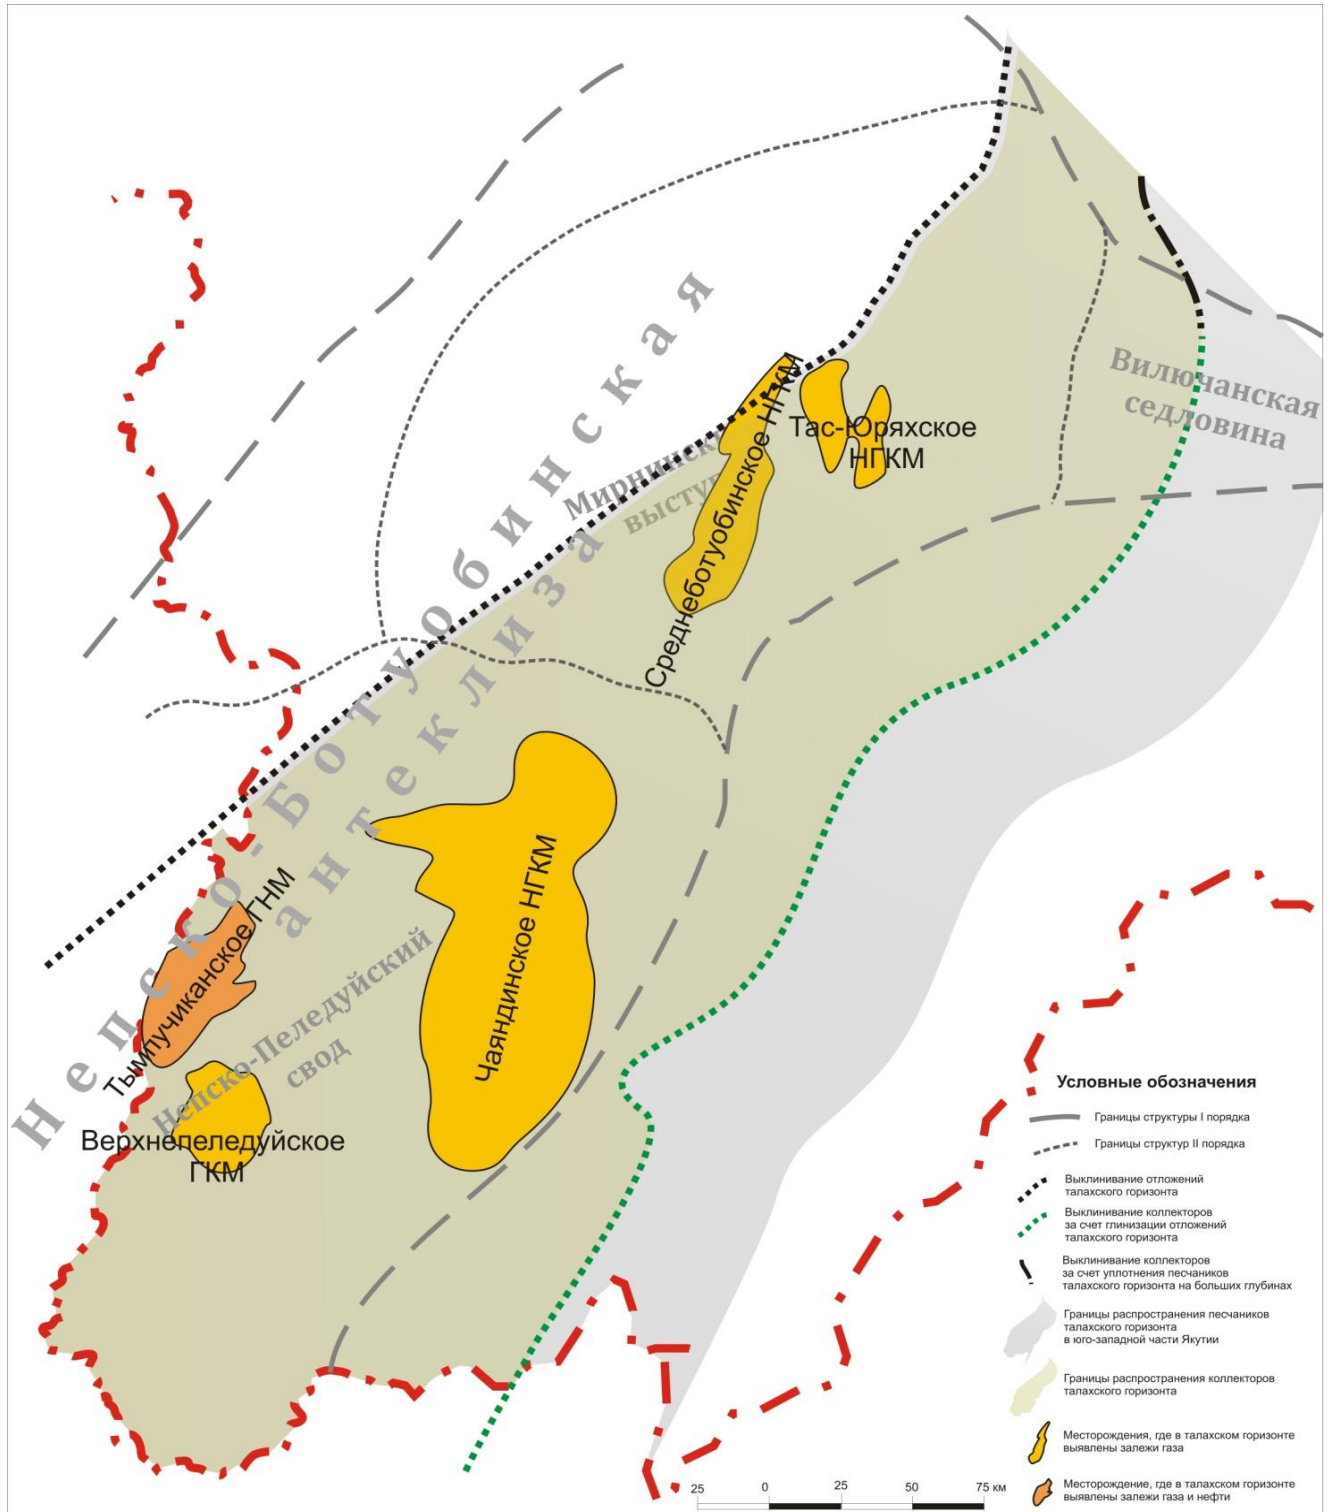 Непско-Ботуобинская
антеклиза
Вилючанская
седловина
Мирнинский
выступ
Тас-Юряхское
НГКМ
Среднеботуобинское НГКМ
Чаяндинское НГКМ
Тымпучиканское ГНМ
Непско-Пеледуйский
свод
Верхнепеледуйское
ГКМ
Условные обозначения
Границы структуры I порядка
Границы структур II порядка
Выклинивание отложений
талахского горизонта
Выклинивание коллекторов
за счет глинизации отложений
талахского горизонта
Выклинивание коллекторов
за счет уплотнения песчаников
талахского горизонта на больших глубинах
Границы распространения песчаников
талахского горизонта
в юго-западной части Якутии
Границы распространения коллекторов
талахского горизонта
Месторождения, где в талахском горизонте
выявлены залежи газа
Месторождение, где в талахском горизонте
выявлены залежи газа и нефти
25 0 25 50 75 км